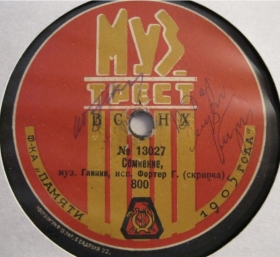 МУЗ
ТРЕСТ
ВСНХ
№ 13027
Сомнение,
муз. Глинки, исп. Фортер Г. (скрипка)
800
Ф-КА „ПАМЯТИ
1905 ГОДА"